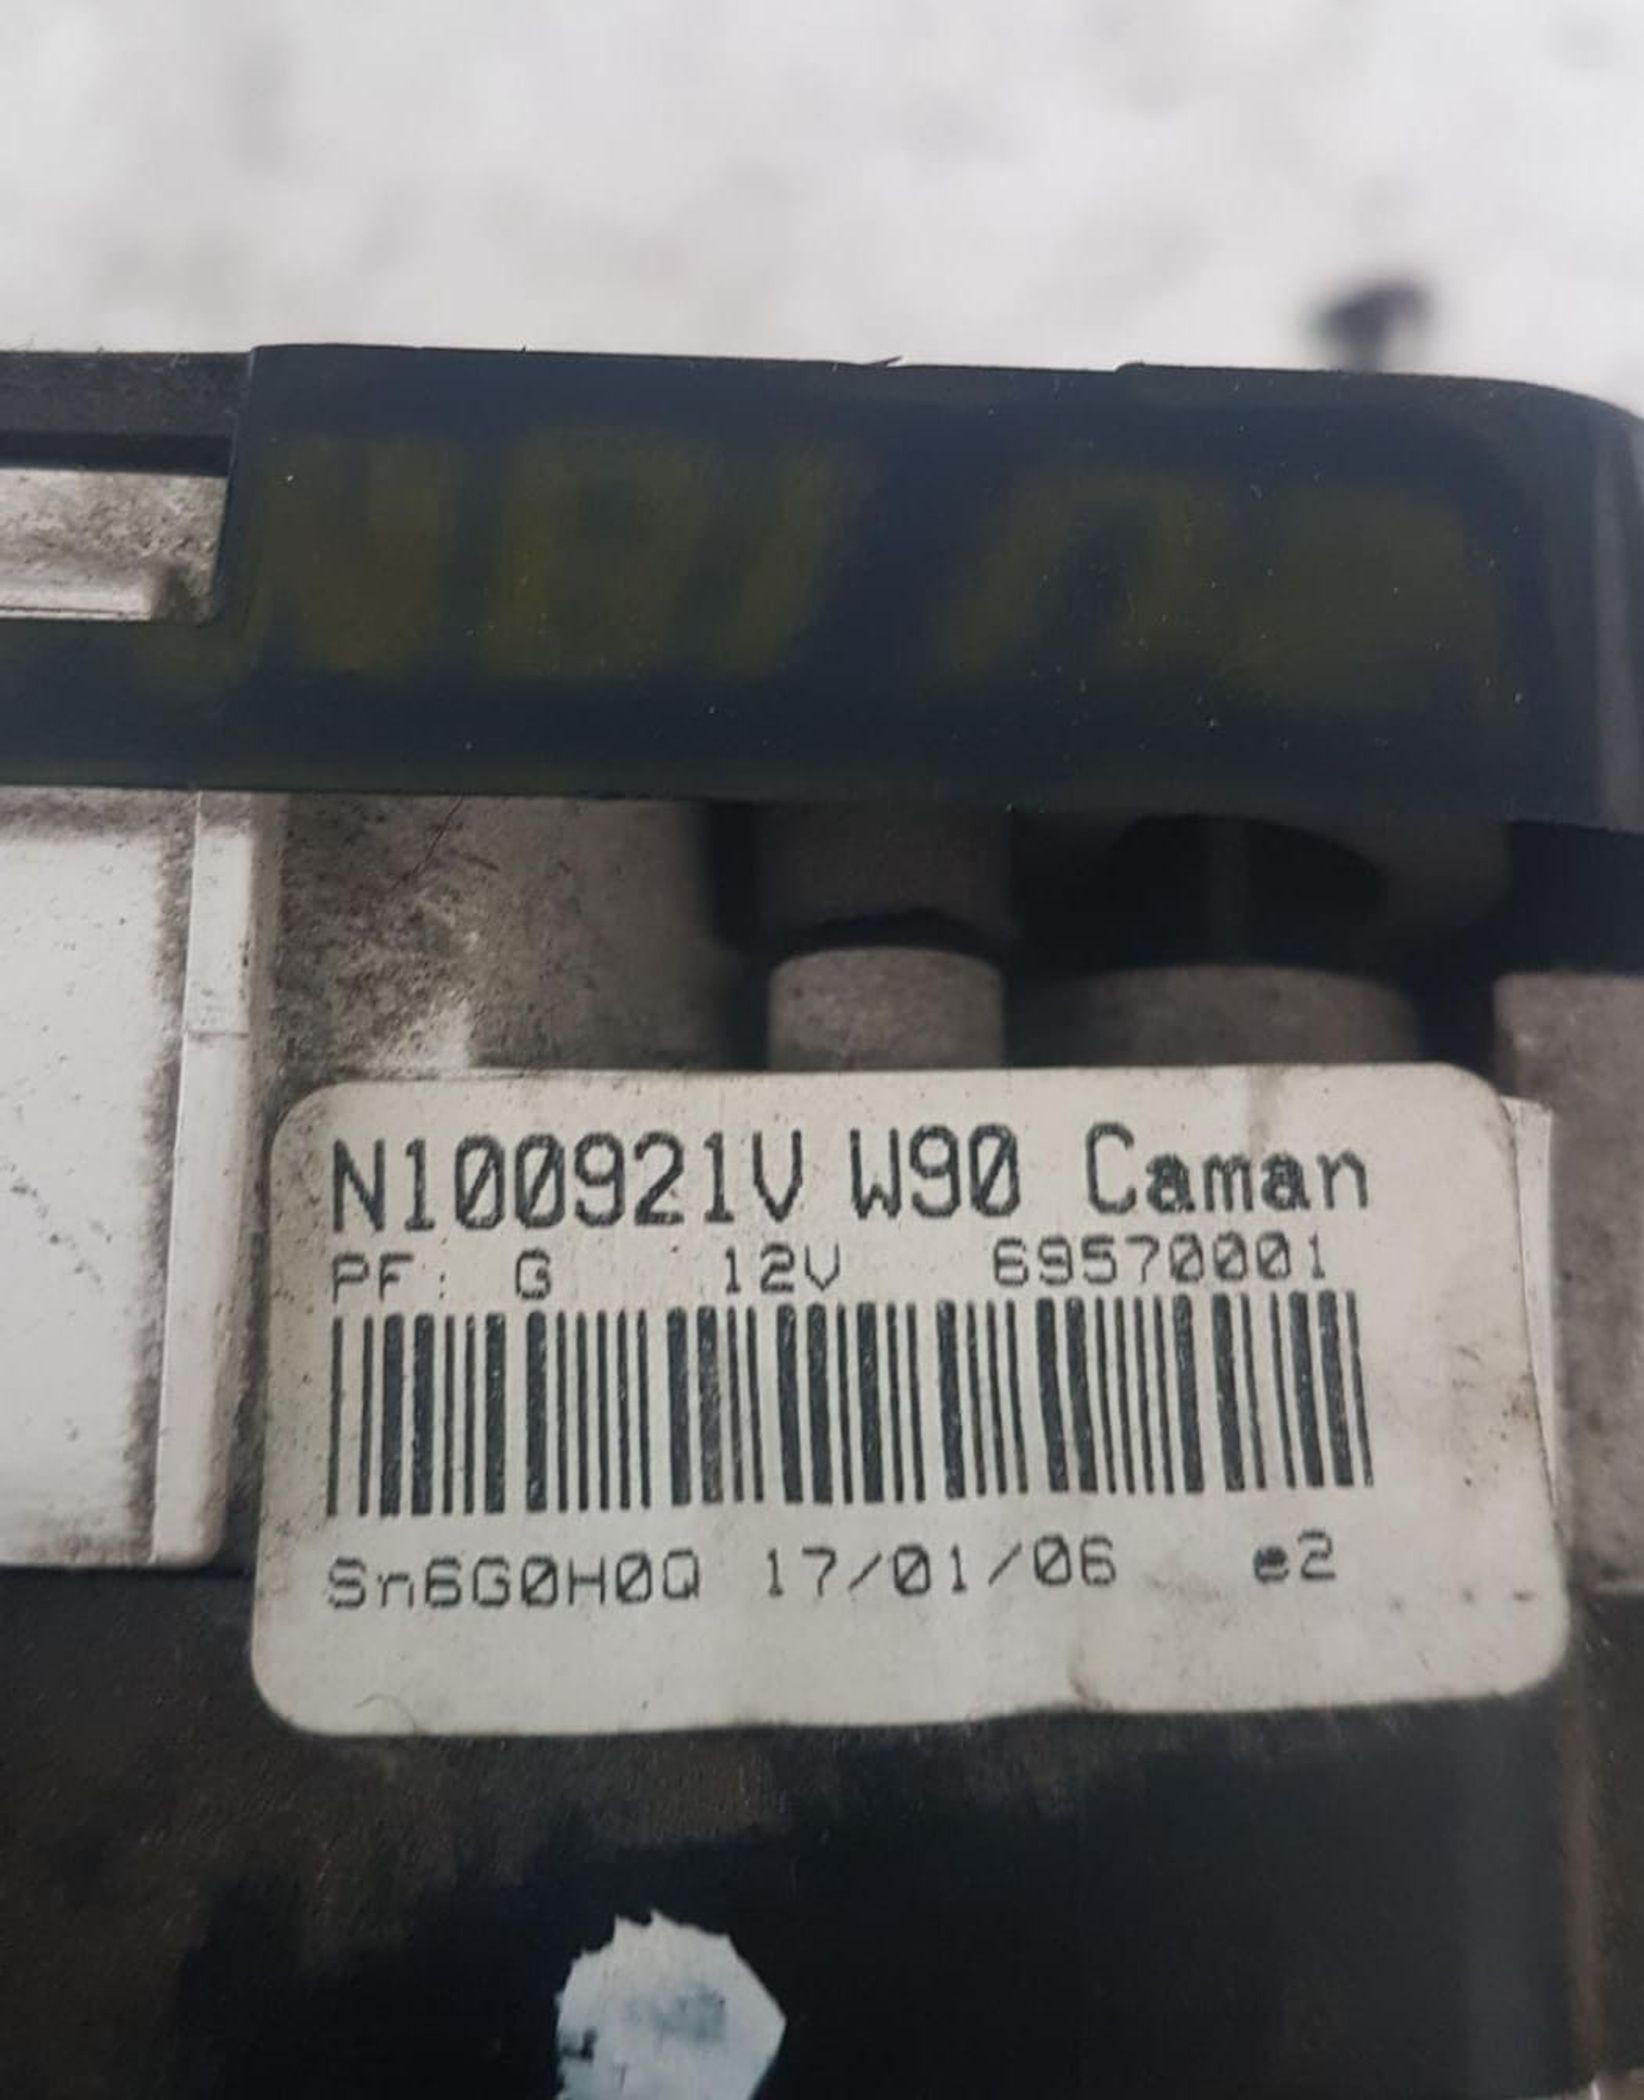 N100921V W90 Caman
PF: G 12V 69570001
Sn6G0H0Q 17/01/06 e2